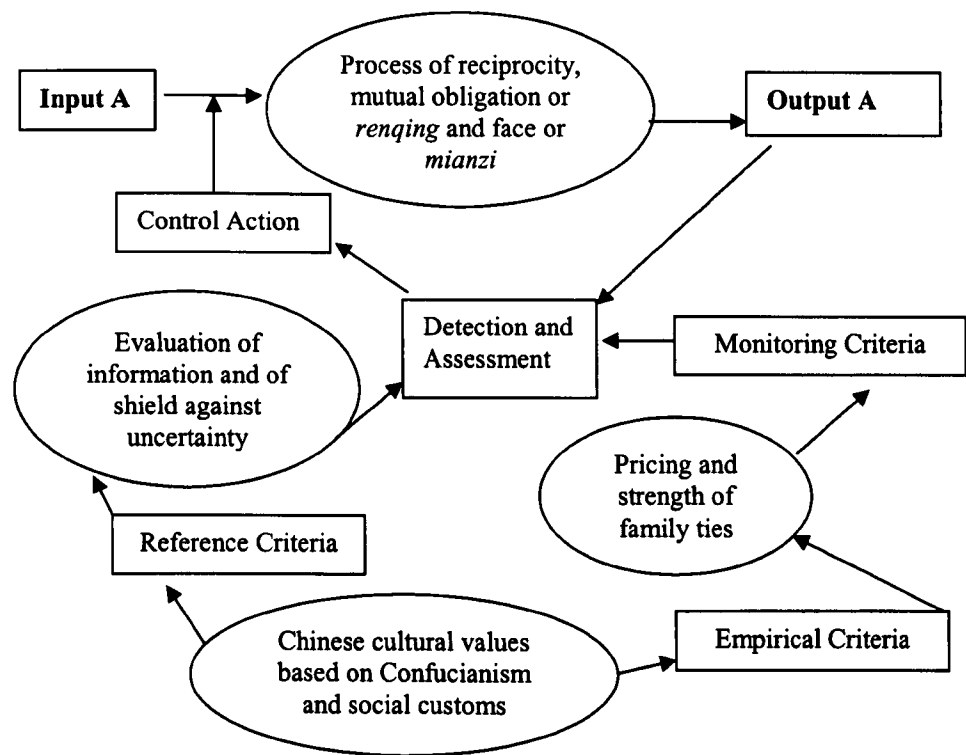 Input A
Process of reciprocity,
mutual obligation or
renqing and face or
mianzi
Output A
Control Action
Detection and
Assessment
Evaluation of
information and of
shield against
uncertainty
Monitoring Criteria
Pricing and
strength of
family ties
Reference Criteria
Chinese cultural values
based on Confucianism
and social customs
Empirical Criteria